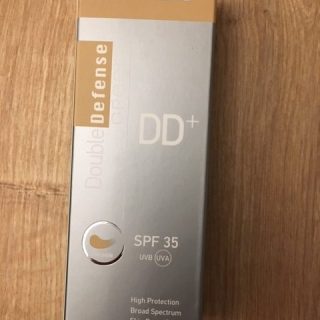 Double Defense
DD+
SPF 35
UVB UVA
High Protection
Broad Spectrum